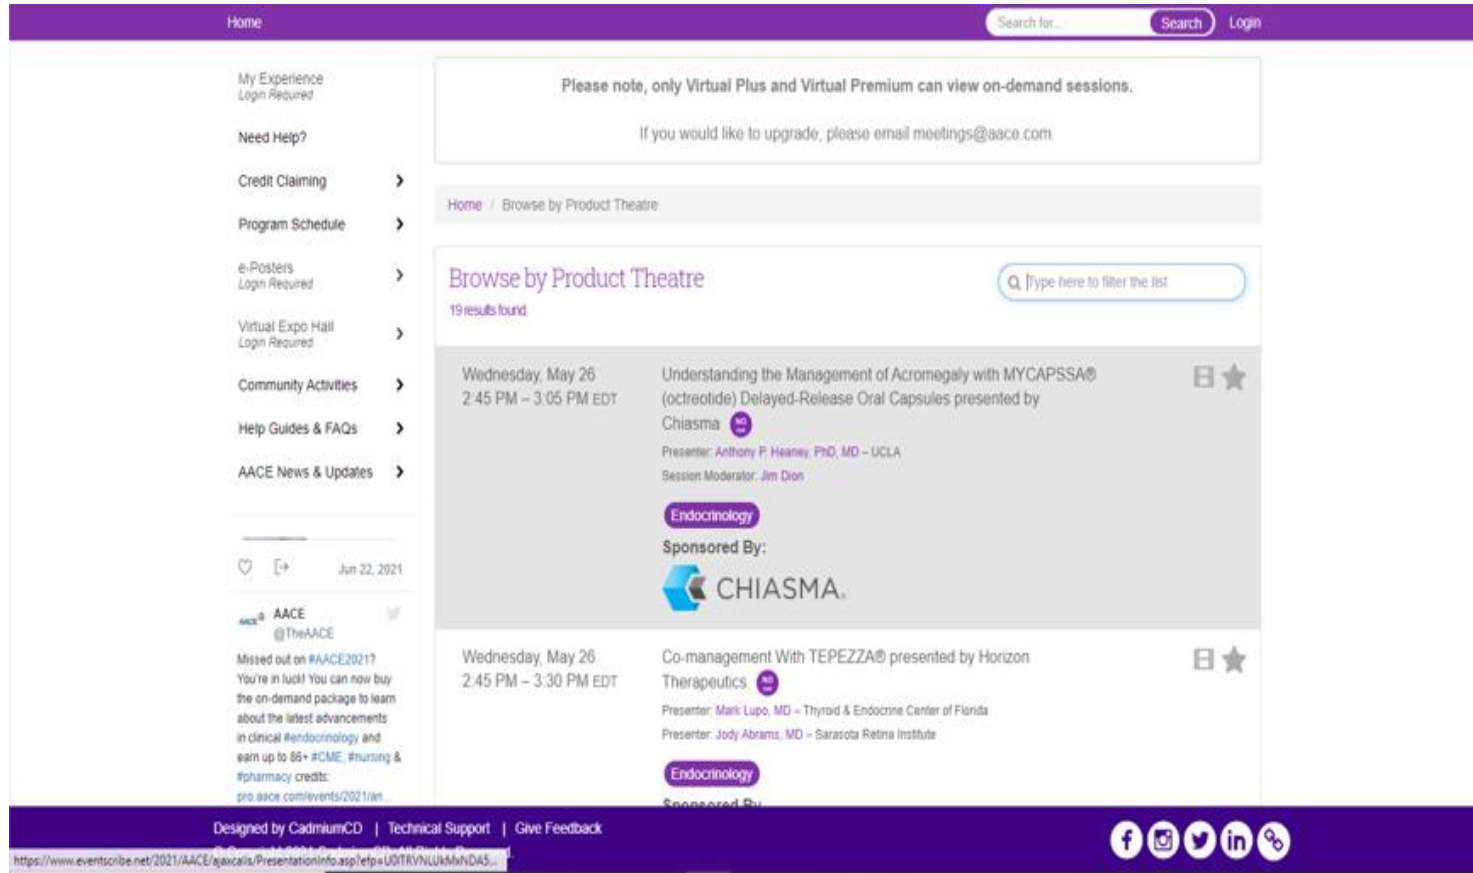 Home
Search for...
Search
Login
My Experience
Login Required
Need Help?
Credit Claiming
Program Schedule
e-Posters
Login Required
Virtual Expo Hall
Login Required
Community Activities
Help Guides & FAQs
AACE News & Updates
Jun 22, 2021
AACE
@TheAACE
Missed out on #AACE2021?
You're in luck! You can now buy
the on-demand package to learn
about the latest advancements
in clinical #endocrinology and
earn up to 86+ #CME, #nursing &
#pharmacy credits:
pro.aace.com/events/2021/an...
Please note, only Virtual Plus and Virtual Premium can view on-demand sessions.
If you would like to upgrade, please email meetings@aace.com.
Home / Browse by Product Theatre
Browse by Product Theatre
19 results found.
Type here to filter the list
Wednesday, May 26
2:45 PM – 3:05 PM EDT
Understanding the Management of Acromegaly with MYCAPSSA®
(octreotide) Delayed-Release Oral Capsules presented by
Chiasma
NO
Presenter: Anthony P. Heaney, PhD, MD – UCLA
Session Moderator: Jim Dion
Endocrinology
Sponsored By:
CHIASMA®
Wednesday, May 26
2:45 PM – 3:30 PM EDT
Co-management With TEPEZZA® presented by Horizon
Therapeutics
NO
Presenter: Mark Lupo, MD – Thyroid & Endocrine Center of Florida
Presenter: Jody Abrams, MD – Sarasota Retina Institute
Endocrinology
Sponsored By
Designed by CadmiumCD | Technical Support | Give Feedback